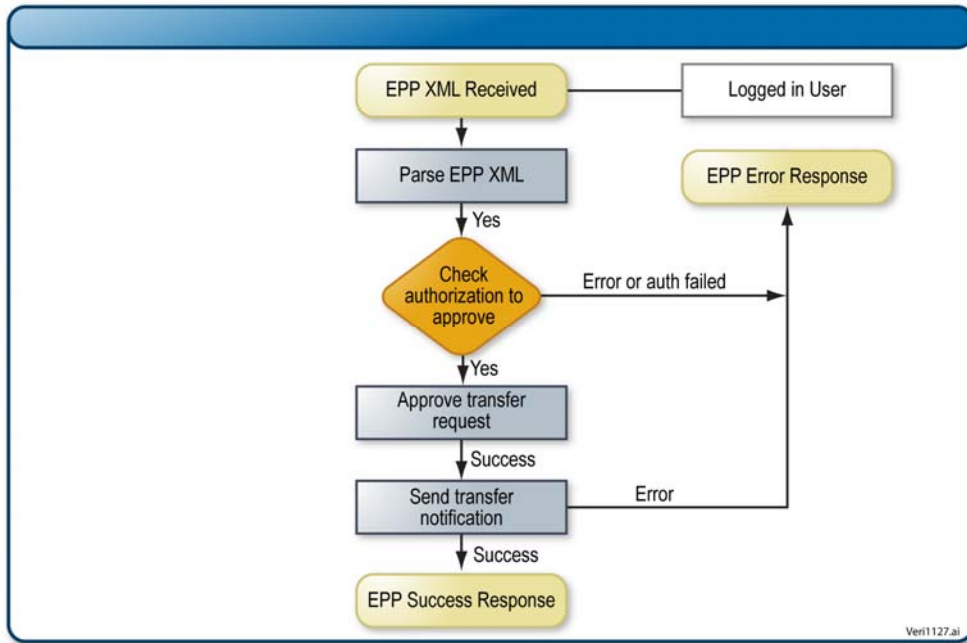 EPP XML Received
Logged in User
Parse EPP XML
EPP Error Response
Yes
Check
authorization to
approve
Error or auth failed
Yes
Approve transfer
request
Success
Send transfer
notification
Error
Success
EPP Success Response
Veri1127.ai